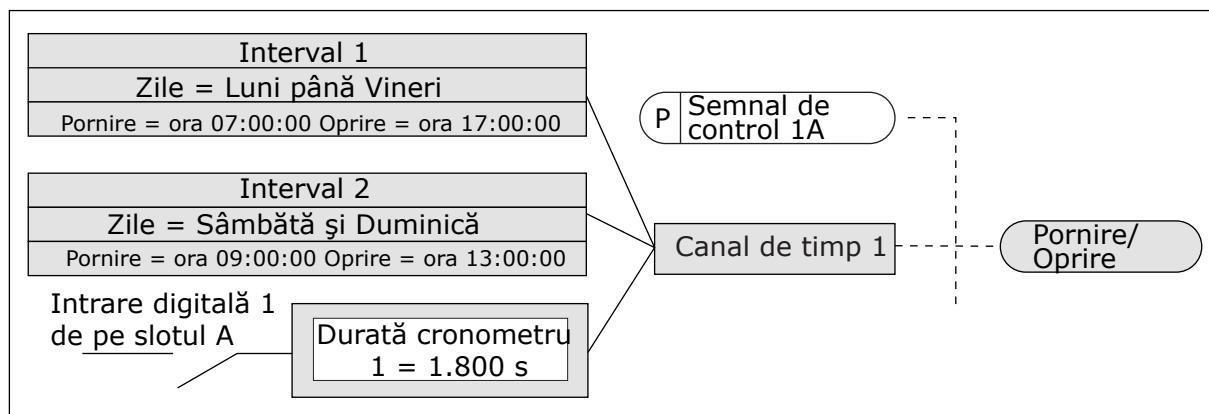 Interval 1
Zile = Luni până Vineri
Pornire = ora 07:00:00 Oprire = ora 17:00:00
P
Semnal de
control 1A
Interval 2
Zile = Sâmbătă şi Duminică
Pornire = ora 09:00:00 Oprire = ora 13:00:00
Canal de timp 1
Pornire/
Oprire
Intrare digitală 1
de pe slotul A
Durată cronometru
1 = 1.800 s